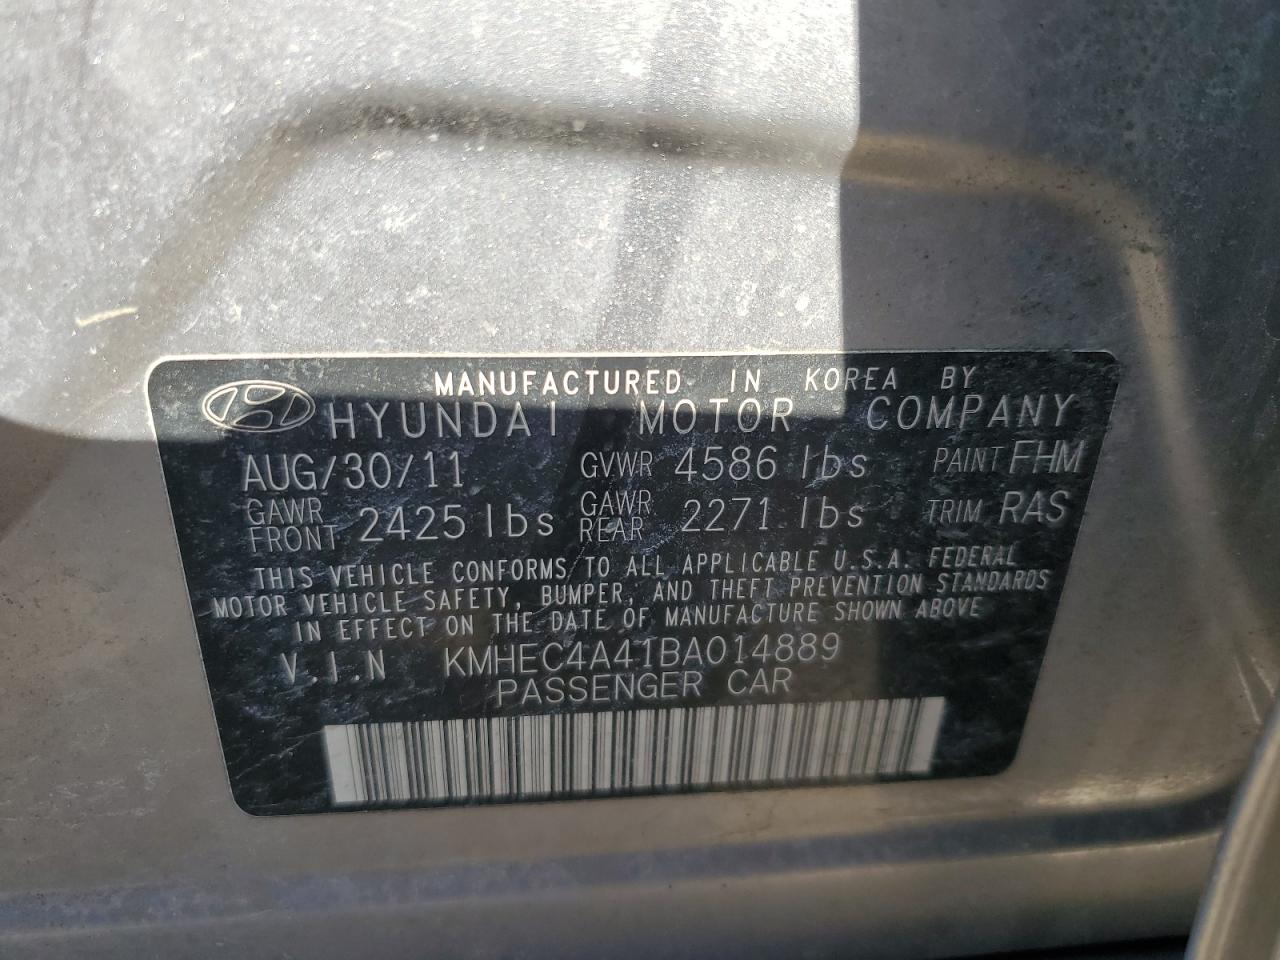 MANUFACTURED IN KOREA BY
HYUNDAI MOTOR COMPANY
AUG/30/11 GVWR 4586 lbs PAINT FHM
GAWR FRONT 2425 lbs GAWR REAR 2271 lbs TRIM RAS
THIS VEHICLE CONFORMS TO ALL APPLICABLE U.S.A. FEDERAL
MOTOR VEHICLE SAFETY, BUMPER, AND THEFT PREVENTION STANDARDS
IN EFFECT ON THE DATE OF MANUFACTURE SHOWN ABOVE
V.I.N KMHEC4A41BA014889
PASSENGER CAR